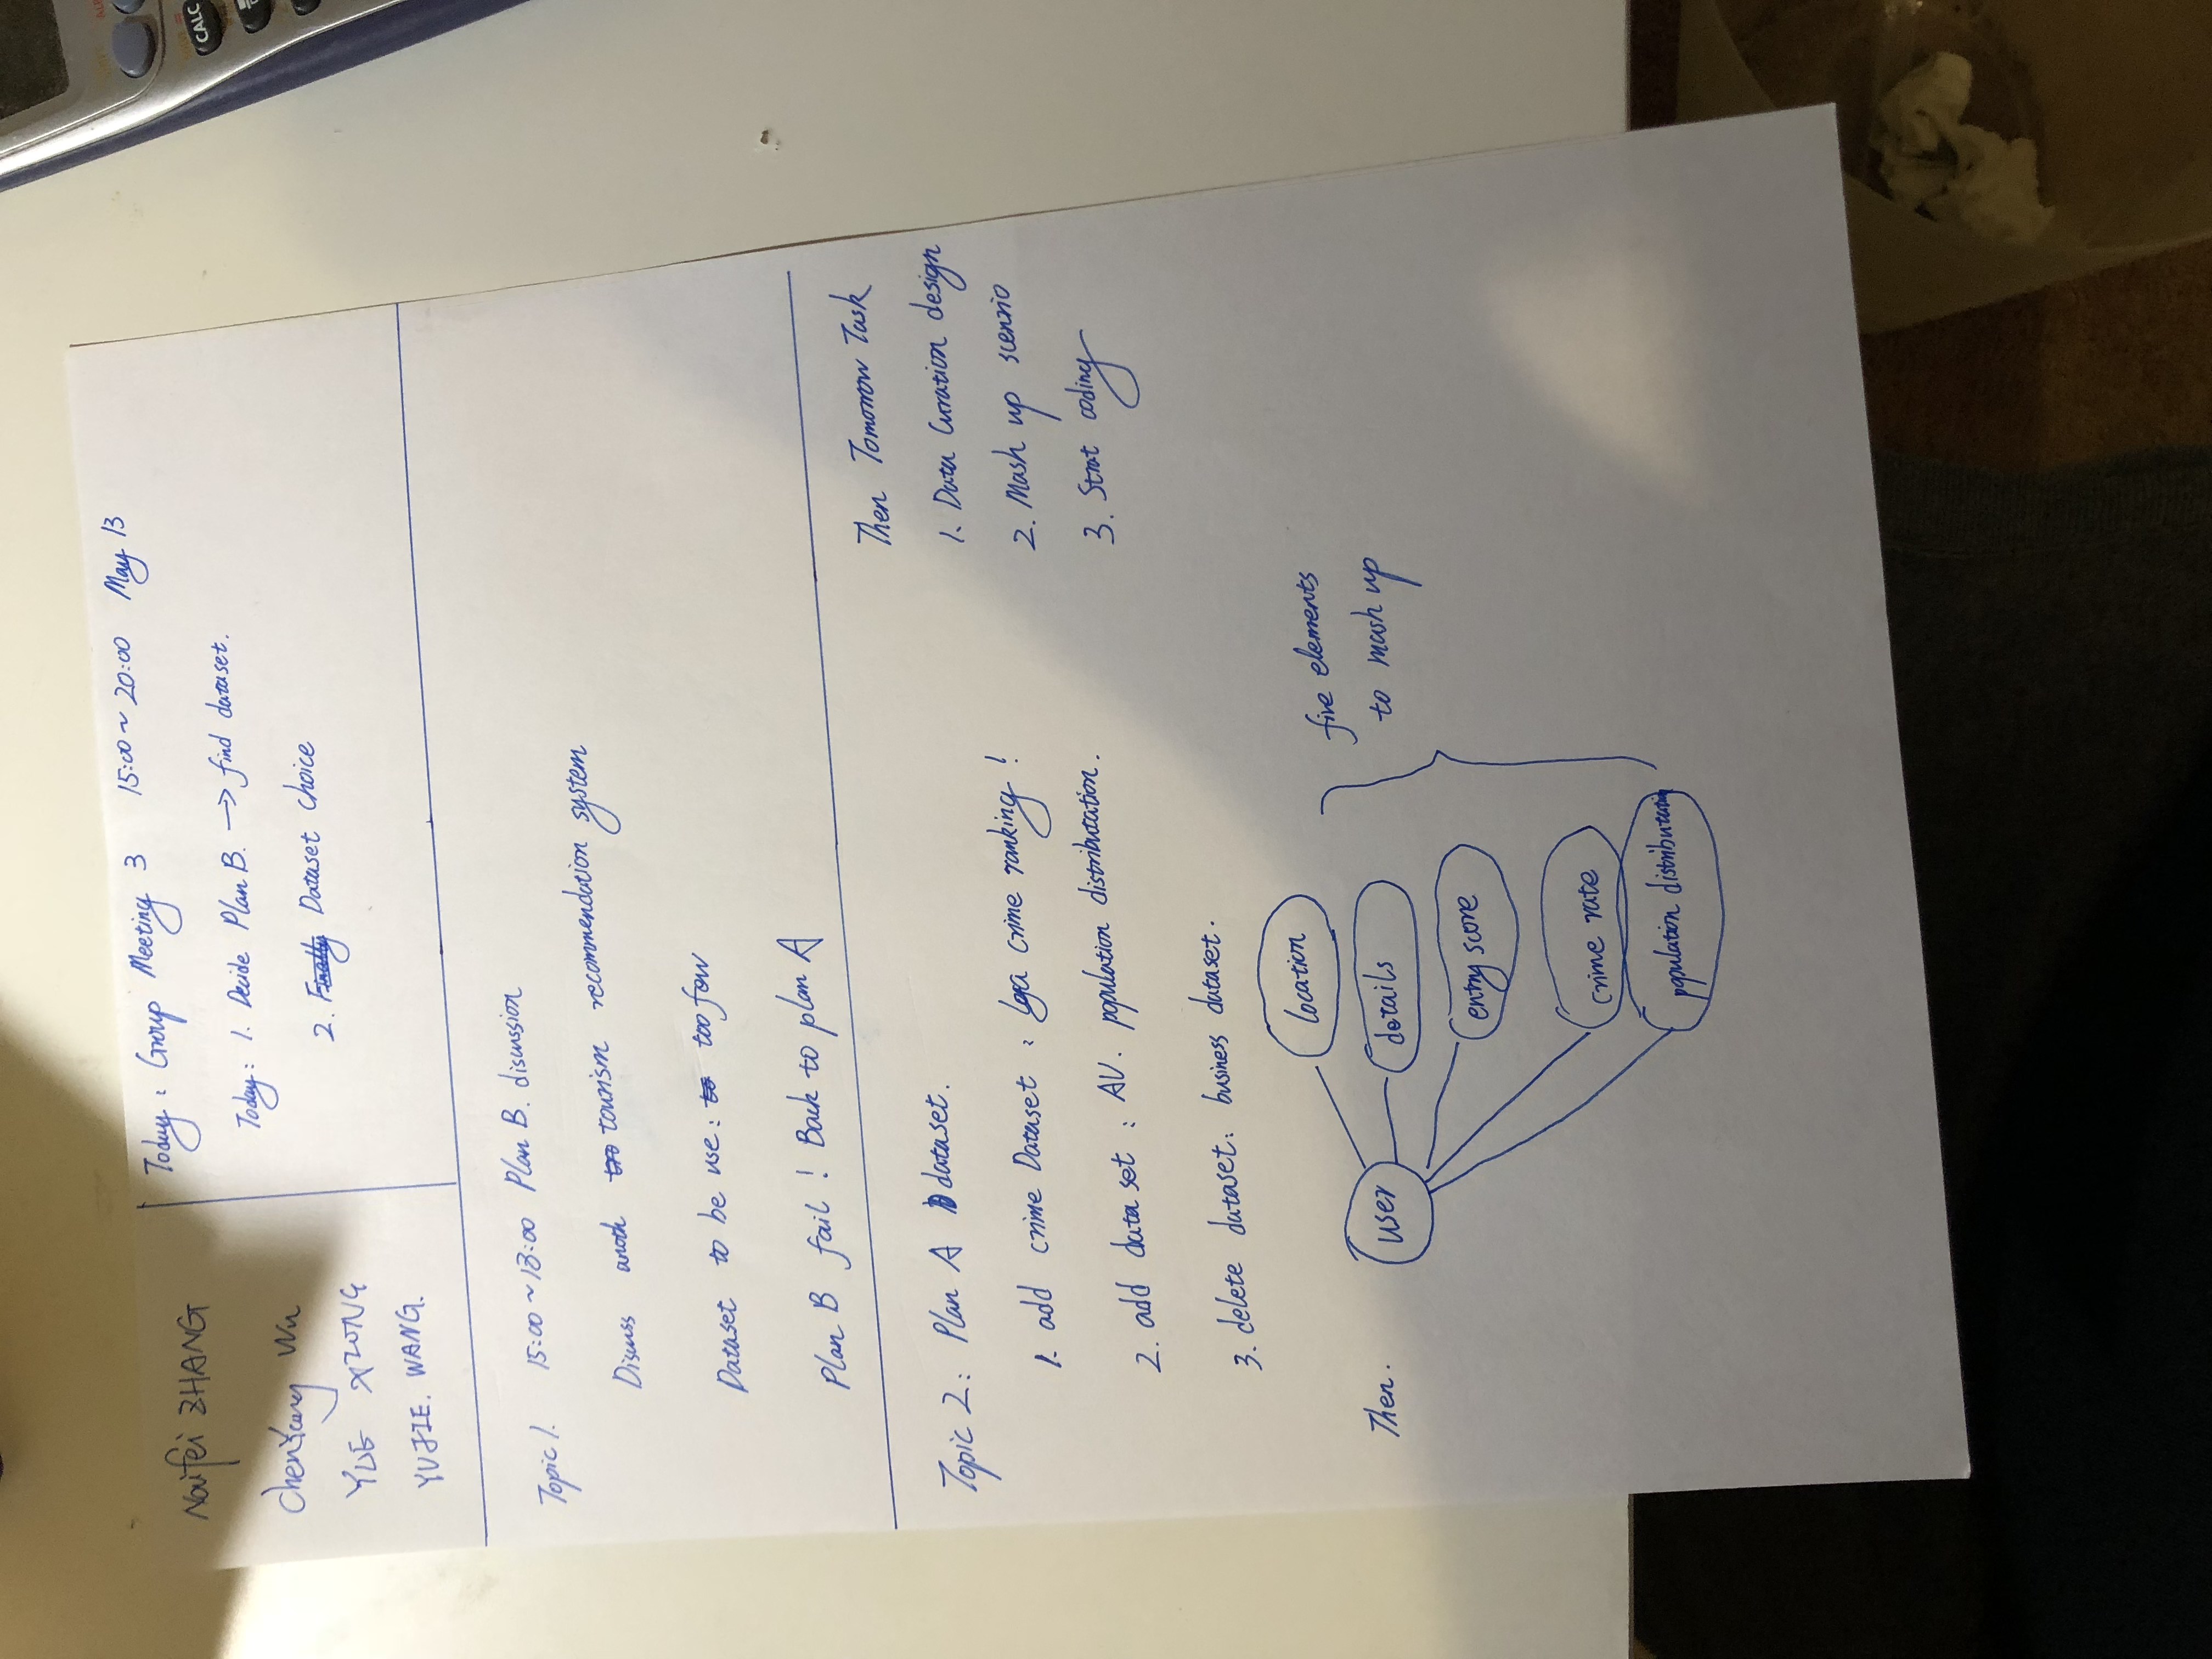 Naifei ZHANG
ChenYang Wu
YUE XIONG
YUJIE. WANG.
Today: Group Meeting 3 15:00 ~ 20:00 May 13
Today: 1. Decide Plan B. → find dataset.
2. Finally Dataset choice
Topic 1. 15:00 ~ 18:00 Plan B. discussion
Discuss anoth tro tourism recommendation system
Dataset to be use: to too few
Plan B fail! Back to plan A
Topic 2: Plan A dataset.
1. add crime Dataset: lga crime ranking!
2. add data set: AU. population distributation.
3. delete dataset: business dataset.
Then Tomorrow Task
1. Data Curation design
2. Mash up scenrio
3. Strat coding
Then.
user
location
details
entry score
crime rate
population distributation
five elements
to mash up
CALC